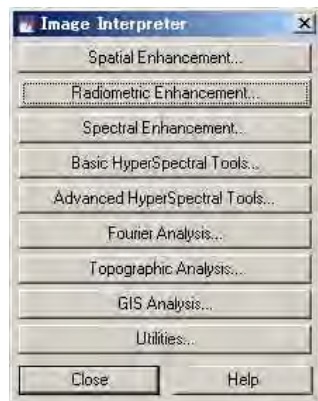 Image Interpreter
Spatial Enhancement...
Radiometric Enhancement...
Spectral Enhancement...
Basic HyperSpectral Tools...
Advanced HyperSpectral Tools...
Fourier Analysis...
Topographic Analysis...
GIS Analysis...
Utilities...
Close Help